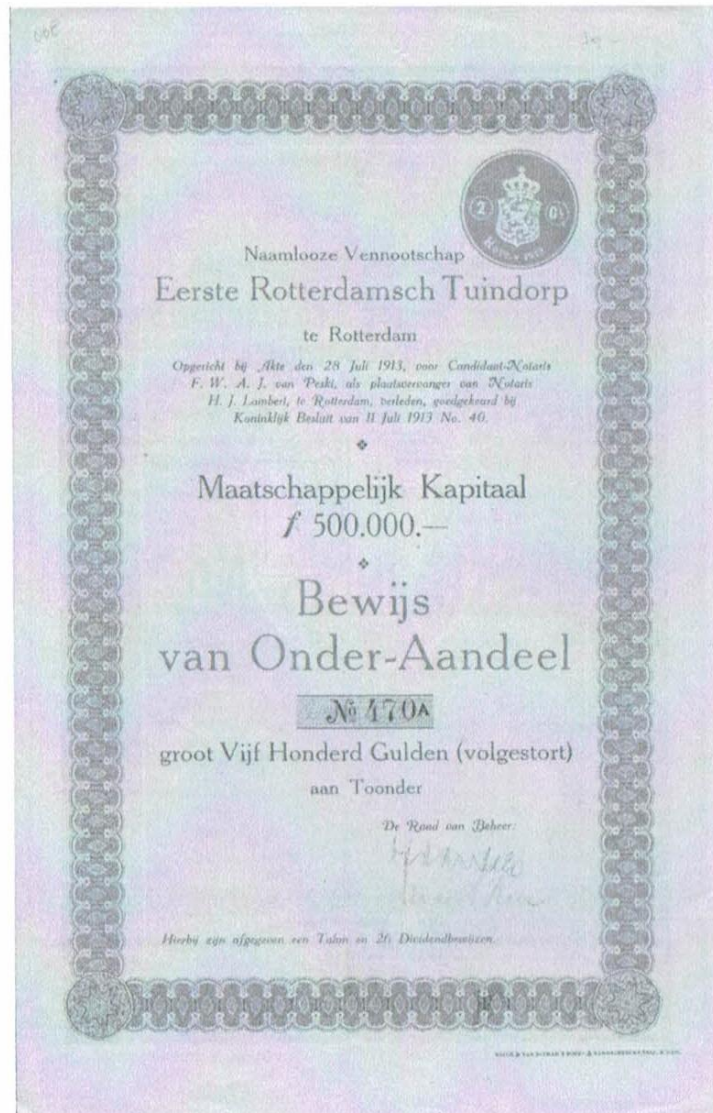 Naamlooze Vennootschap
Eerste Rotterdamsch Tuindorp
te Rotterdam
Opgericht bij Akte den 28 Juli 1913, voor Candidaat-Notaris
F. W. A. J. van Peski, als plaatsvervanger van Notaris
H. J. Lambert, te Rotterdam, verleden, goedgekeurd bij
Koninklijk Besluit van 11 Juli 1913 No. 40.
Maatschappelijk Kapitaal
ƒ 500.000.—
Bewijs
van Onder-Aandeel
No 470A
groot Vijf Honderd Gulden (volgestort)
aan Toonder
De Raad van Beheer:
Hierbij zijn afgegeven een Talon en 26 Dividendbewijzen.